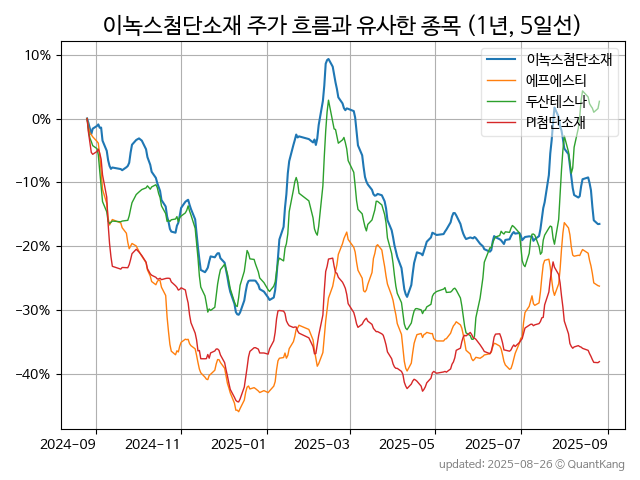 이녹스첨단소재 주가 흐름과 유사한 종목 (1년, 5일선)
이녹스첨단소재
에프에스티
두산테스나
PI첨단소재
10%
0%
−10%
−20%
−30%
−40%
2024-09 2024-11 2025-01 2025-03 2025-05 2025-07 2025-09
updated: 2025-08-26 © QuantKang